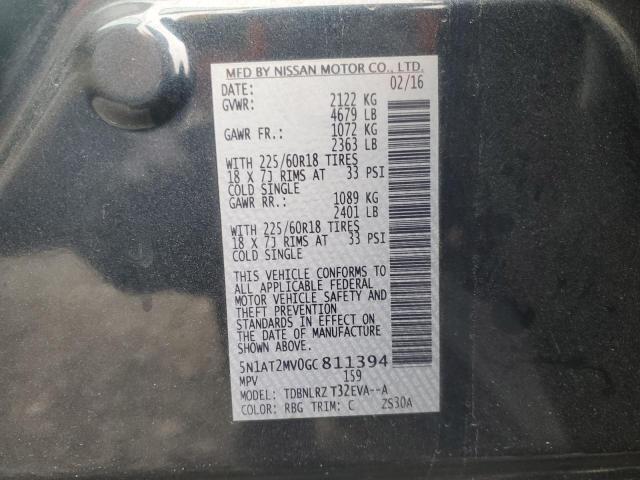 MFD BY NISSAN MOTOR CO., LTD.
DATE: 02/16
GVWR: 2122 KG
4679 LB
GAWR FR.: 1072 KG
2363 LB
WITH 225/60R18 TIRES
18 X 7J RIMS AT 33 PSI
COLD SINGLE
GAWR RR.: 1089 KG
2401 LB
WITH 225/60R18 TIRES
18 X 7J RIMS AT 33 PSI
COLD SINGLE
THIS VEHICLE CONFORMS TO
ALL APPLICABLE FEDERAL
MOTOR VEHICLE SAFETY AND
THEFT PREVENTION
STANDARDS IN EFFECT ON
THE DATE OF MANUFACTURE
SHOWN ABOVE.
5N1AT2MV0GC811394
MPV 159
MODEL: TDBNLRZ T32EVA--A
COLOR: RBG TRIM: C ZS30A